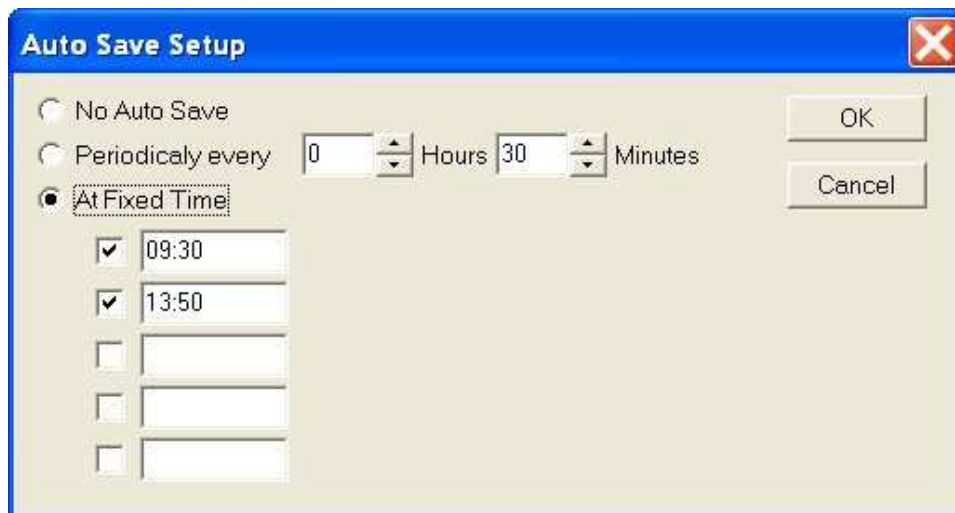 Auto Save Setup
No Auto Save
OK
Periodicaly every 0 Hours 30 Minutes
Cancel
At Fixed Time
09:30
13:50